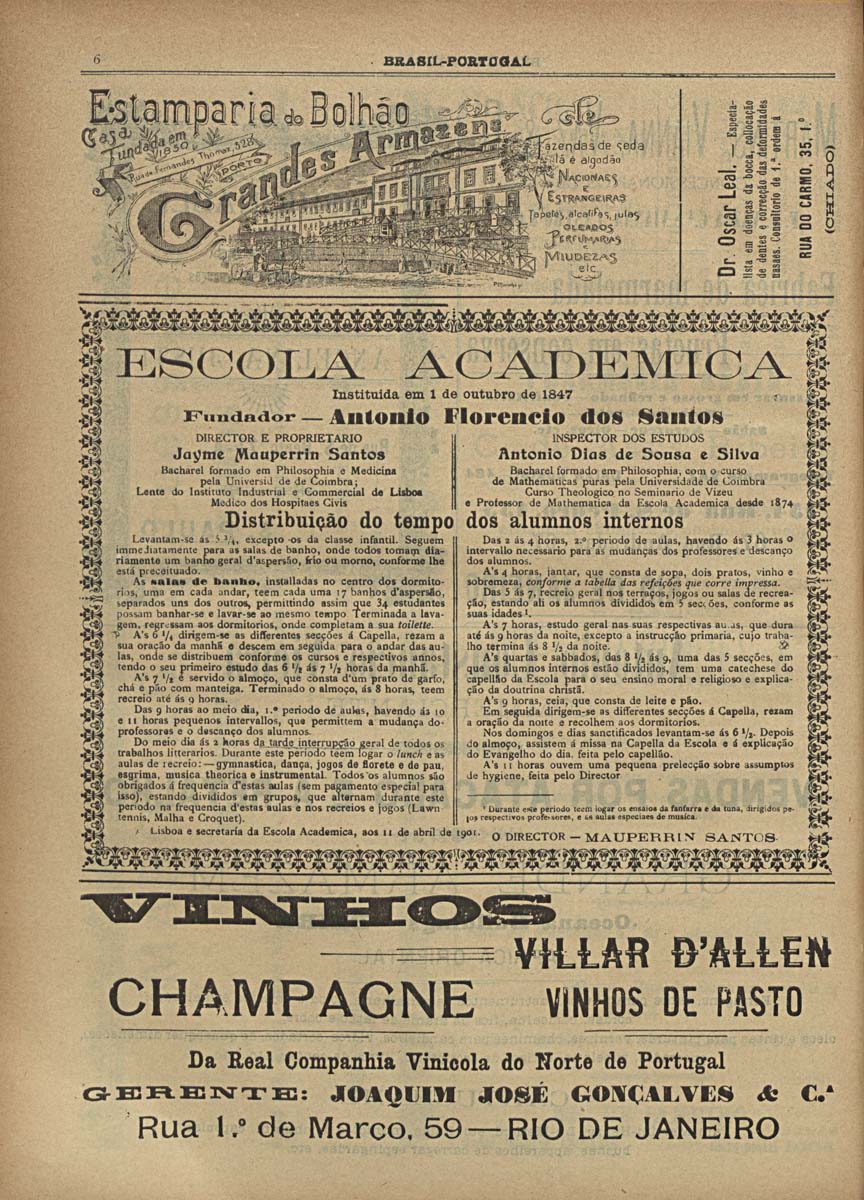 6
BRASIL-PORTUGAL
Estamparia do Bolhão
Casa
Fundada em
1850
Rua de Fernandes Thomaz, 528
PORTO
Grandes Armazens
de
Fazendas de seda
lã é algodão
NACIONAES
E
ESTRANGEIRAS
Tapetes, alcatifas, julas
OLEADOS
PERFUMARIAS
E
MIUDEZAS
etc
Dr. Oscar Leal. — Especia-
lista em doenças da bocca, collocação
de dentes e correcção das deformidades
nasaes. Consultorio de 1.ª ordem á
RUA DO CARMO, 35, 1.º
(CHIADO)
ESCOLA ACADEMICA
Instituida em 1 de outubro de 1847
Fundador — Antonio Florencio dos Santos
DIRECTOR E PROPRIETARIO
Jayme Mauperrin Santos
Bacharel formado em Philosophia e Medicina
pela Universid de de Coimbra;
Lente do Instituto Industrial e Commercial de Lisboa
Medico dos Hospitaes Civis
INSPECTOR DOS ESTUDOS
Antonio Dias de Sousa e Silva
Bacharel formado em Philosophia, com o curso
de Mathematicas puras pela Universidade de Coimbra
Curso Theologico no Seminario de Vizeu
e Professor de Mathematica da Escola Academica desde 1874
Distribuição do tempo dos alumnos internos
Levantam-se ás 5 3/4, excepto os da classe infantil. Seguem
immediatamente para as salas de banho, onde todos tomam dia-
riamente um banho geral d'aspersão, frio ou morno, conforme lhe
está preceituado.
As salas de banho, installadas no centro dos dormito-
rios, uma em cada andar, teem cada uma 17 banhos d'aspersão,
separados uns dos outros, permittindo assim que 34 estudantes
possam banhar-se e lavar-se ao mesmo tempo Terminada a lava-
gem, regressam aos dormitorios, onde completam a sua toilette.
A's 6 1/4 dirigem-se as differentes secções á Capella, rezam a
sua oração da manhã e descem em seguida para o andar das au-
las, onde se distribuem conforme os cursos e respectivos annos,
tendo o seu primeiro estudo das 6 1/2 ás 7 1/2 horas da manhã.
A's 7 1/2 é servido o almoço, que consta d'um prato de garfo,
chá e pão com manteiga. Terminado o almoço, ás 8 horas, teem
recreio até ás 9 horas.
Das 9 horas ao meio dia, 1.º periodo de aulas, havendo ás 10
e 11 horas pequenos intervallos, que permittem a mudança do-
professores e o descanço dos alumnos.
Do meio dia ás 2 horas da tarde interrupção geral de todos os
trabalhos litterarios. Durante este periodo teem logar o lunch e as
aulas de recreio: — gymnastica, dança, jogos de florete e de pau,
esgrima, musica theorica e instrumental. Todos os alumnos são
obrigados á frequencia d'estas aulas (sem pagamento especial para
isso), estando divididos em grupos, que alternam durante este
periodo na frequencia d'estas aulas e nos recreios e jogos (Lawn
tennis, Malha e Croquet).
Lisboa e secretaria da Escola Academica, aos 11 de abril de 1901.
Das 2 ás 4 horas, 2.º periodo de aulas, havendo ás 3 horas o
intervallo necessario para as mudanças dos professores e descanço
dos alumnos.
A's 4 horas, jantar, que consta de sopa, dois pratos, vinho e
sobremeza, conforme a tabella das refeições que corre impressa.
Das 5 ás 7, recreio geral nos terraços, jogos ou salas de recrea-
ção, estando ali os alumnos divididos em 5 secções, conforme as
suas idades.¹
A's 7 horas, estudo geral nas suas respectivas au.as, que dura
até ás 9 horas da noite, excepto a instrucção primaria, cujo traba-
lho termina ás 8 1/2 da noite.
A's quartas e sabbados, das 8 1/2 ás 9, uma das 5 secções, em
que os alumnos internos estão divididos, tem uma catechese do
capellão da Escola para o seu ensino moral e religioso e explica-
ção da doutrina christã.
A's 9 horas, ceia, que consta de leite e pão.
Em seguida dirigem-se as differentes secções á Capella, rezam
a oração da noite e recolhem aos dormitorios.
Nos domingos e dias sanctificados levantam-se ás 6 1/2. Depois
do almoço, assistem á missa na Capella da Escola e á explicação
do Evangelho do dia, feita pelo capellão.
A's 11 horas ouvem uma pequena prelecção sobre assumptos
de hygiene, feita pelo Director
¹ Durante este periodo teem logar os ensaios da fanfarra e da tuna, dirigidos pe-
los respectivos professores, e as aulas especiaes de musica.
O DIRECTOR — MAUPERRIN SANTOS
VINHOS
VILLAR D'ALLEN
CHAMPAGNE
VINHOS DE PASTO
Da Real Companhia Vinicola do Norte de Portugal
GERENTE: JOAQUIM JOSÉ GONÇALVES & C.ª
Rua 1.º de Março, 59 — RIO DE JANEIRO